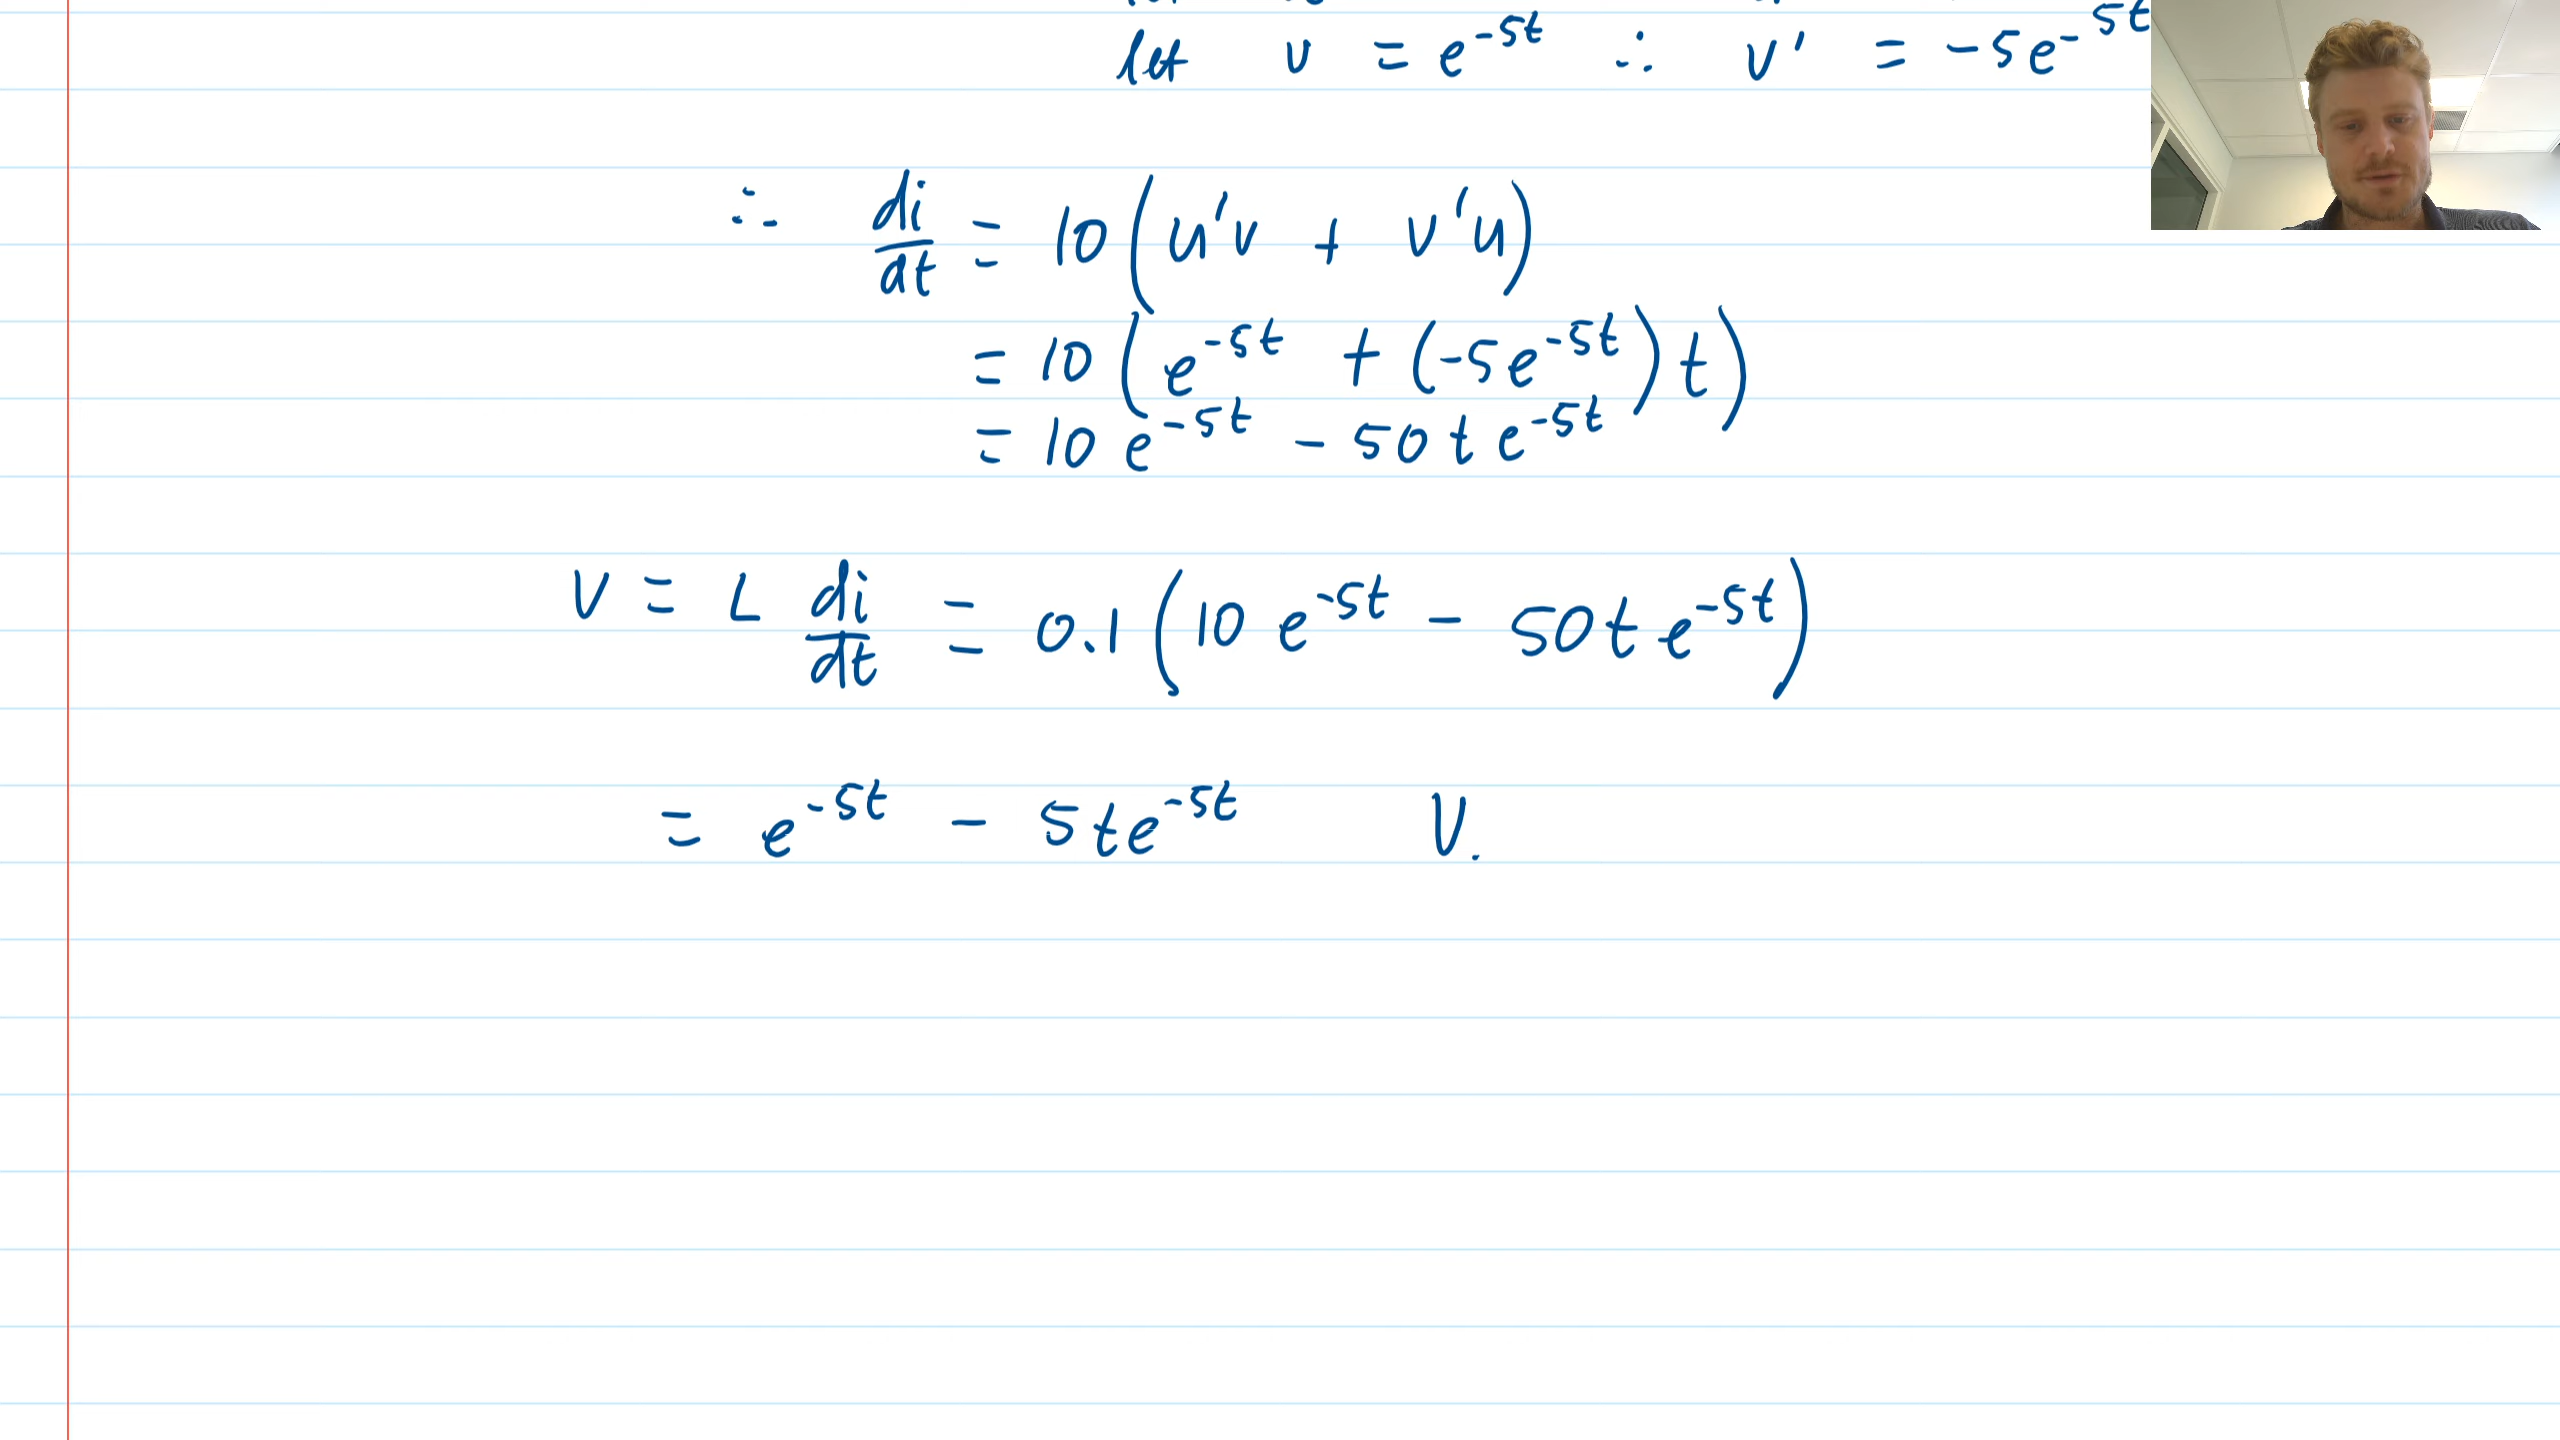 let v = e^{-5t} ∴ v' = -5e^{-5t}
∴ di/dt = 10(u'v + v'u)
= 10(e^{-5t} + (-5e^{-5t})t)
= 10e^{-5t} - 50te^{-5t}
V = L di/dt = 0.1(10e^{-5t} - 50te^{-5t})
= e^{-5t} - 5te^{-5t} V.